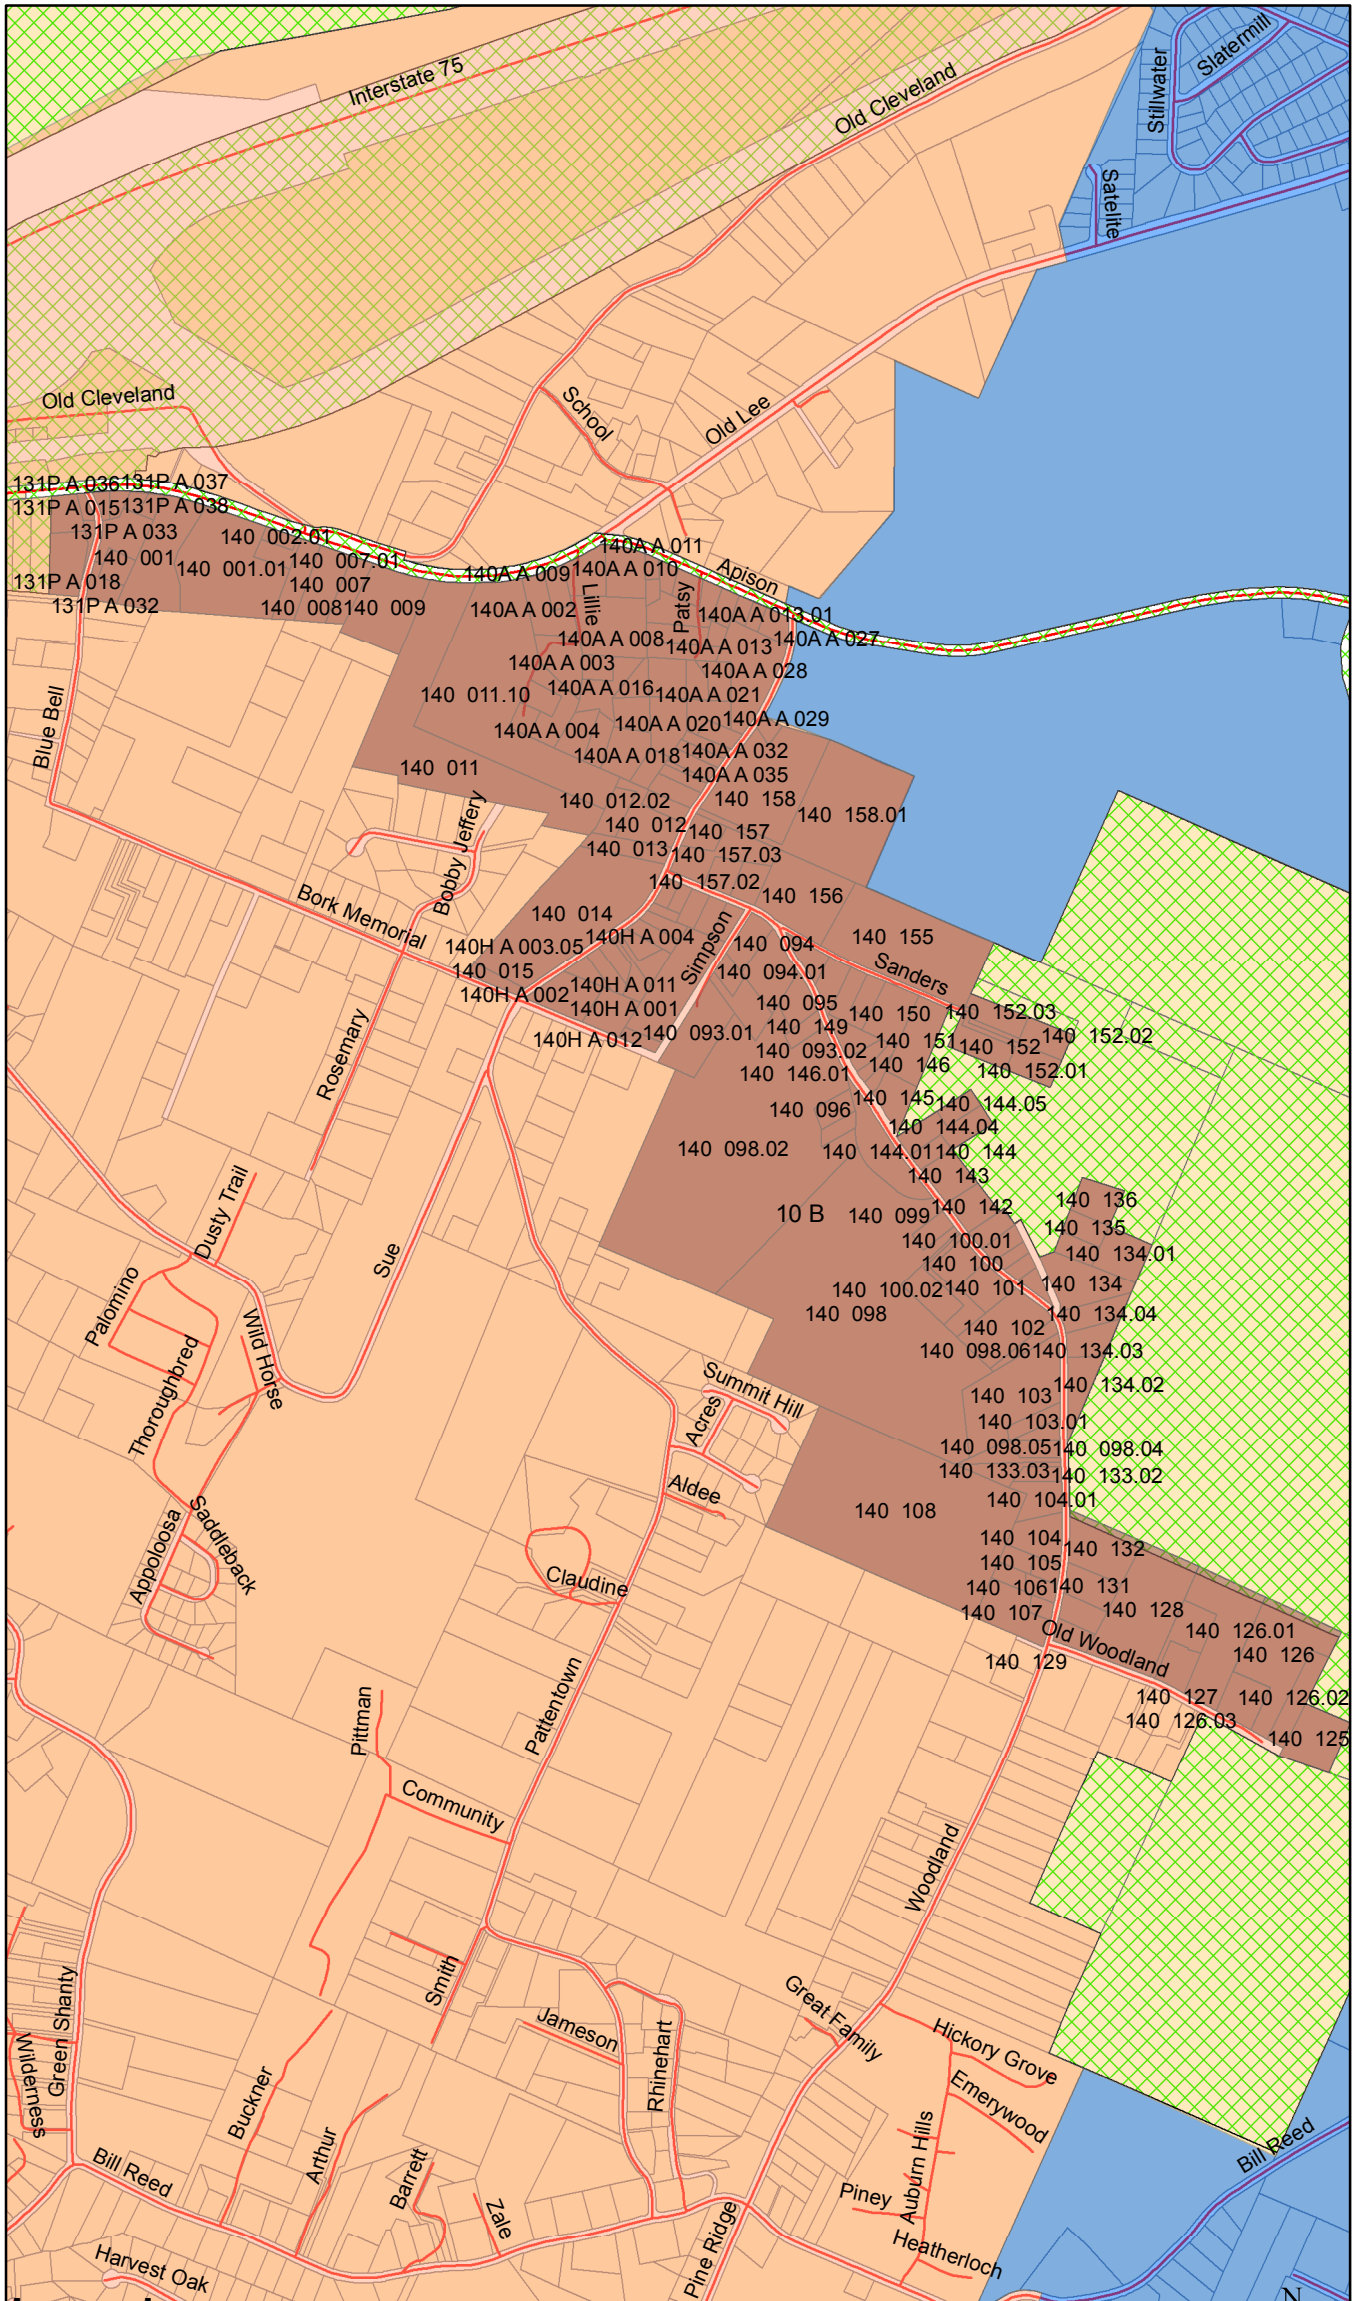 Slatermill
Stillwater
Interstate 75
Old Cleveland
Satelite
Old Cleveland
School
Old Lee
131P A 036
131P A 037
131P A 015
131P A 038
131P A 033
140 002.01
140A A 011
140 001
140 007.01
140 001.01
140A A 009
140A A 010
Apison
131P A 018
140 007
Lillie
Patsy
131P A 032
140 008
140 009
140A A 002
140A A 013.01
140A A 008
140A A 013
140A A 027
140A A 003
140A A 028
140 011.10
140A A 016
140A A 021
Blue Bell
140A A 004
140A A 020
140A A 029
140A A 018
140A A 032
140 011
140A A 035
140 012.02
140 158
140 158.01
Bobby Jeffery
140 012
140 157
140 013
140 157.03
140 157.02
140 156
Bork Memorial
140 014
140H A 004
Simpson
140 094
140 155
140H A 003.05
140 015
140 094.01
Sanders
140H A 002
140H A 011
140H A 001
140 095
140 150
140 152.03
140H A 012
140 093.01
140 149
140 151
140 152
140 152.02
Rosemary
140 093.02
140 146
140 152.01
140 146.01
140 096
140 145
140 144.05
140 144.04
140 098.02
140 144.01
140 144
140 143
Dusty Trail
140 136
10 B
140 099
140 142
140 135
Sue
140 100.01
140 134.01
140 100
Palomino
140 100.02
140 101
140 134
140 098
140 134.04
Wild Horse
140 102
140 098.06
140 134.03
Thoroughbred
Summit Hill
140 103
140 134.02
Acres
140 103.01
140 098.05
140 098.04
140 133.03
140 133.02
Aldee
140 104.01
140 108
Saddleback
Appoloosa
140 104
140 132
140 105
Claudine
140 106
140 131
140 107
140 128
Old Woodland
140 126.01
140 129
140 126
Pittman
Pattentown
140 127
140 126.02
140 126.03
140 125
Community
Woodland
Green Shanty
Smith
Great Family
Jameson
Rhinehart
Hickory Grove
Wilderness
Emerywood
Buckner
Auburn Hills
Arthur
Bill Reed
Bill Reed
Barrett
Piney
Zale
Pine Ridge
Heatherloch
Harvest Oak
N